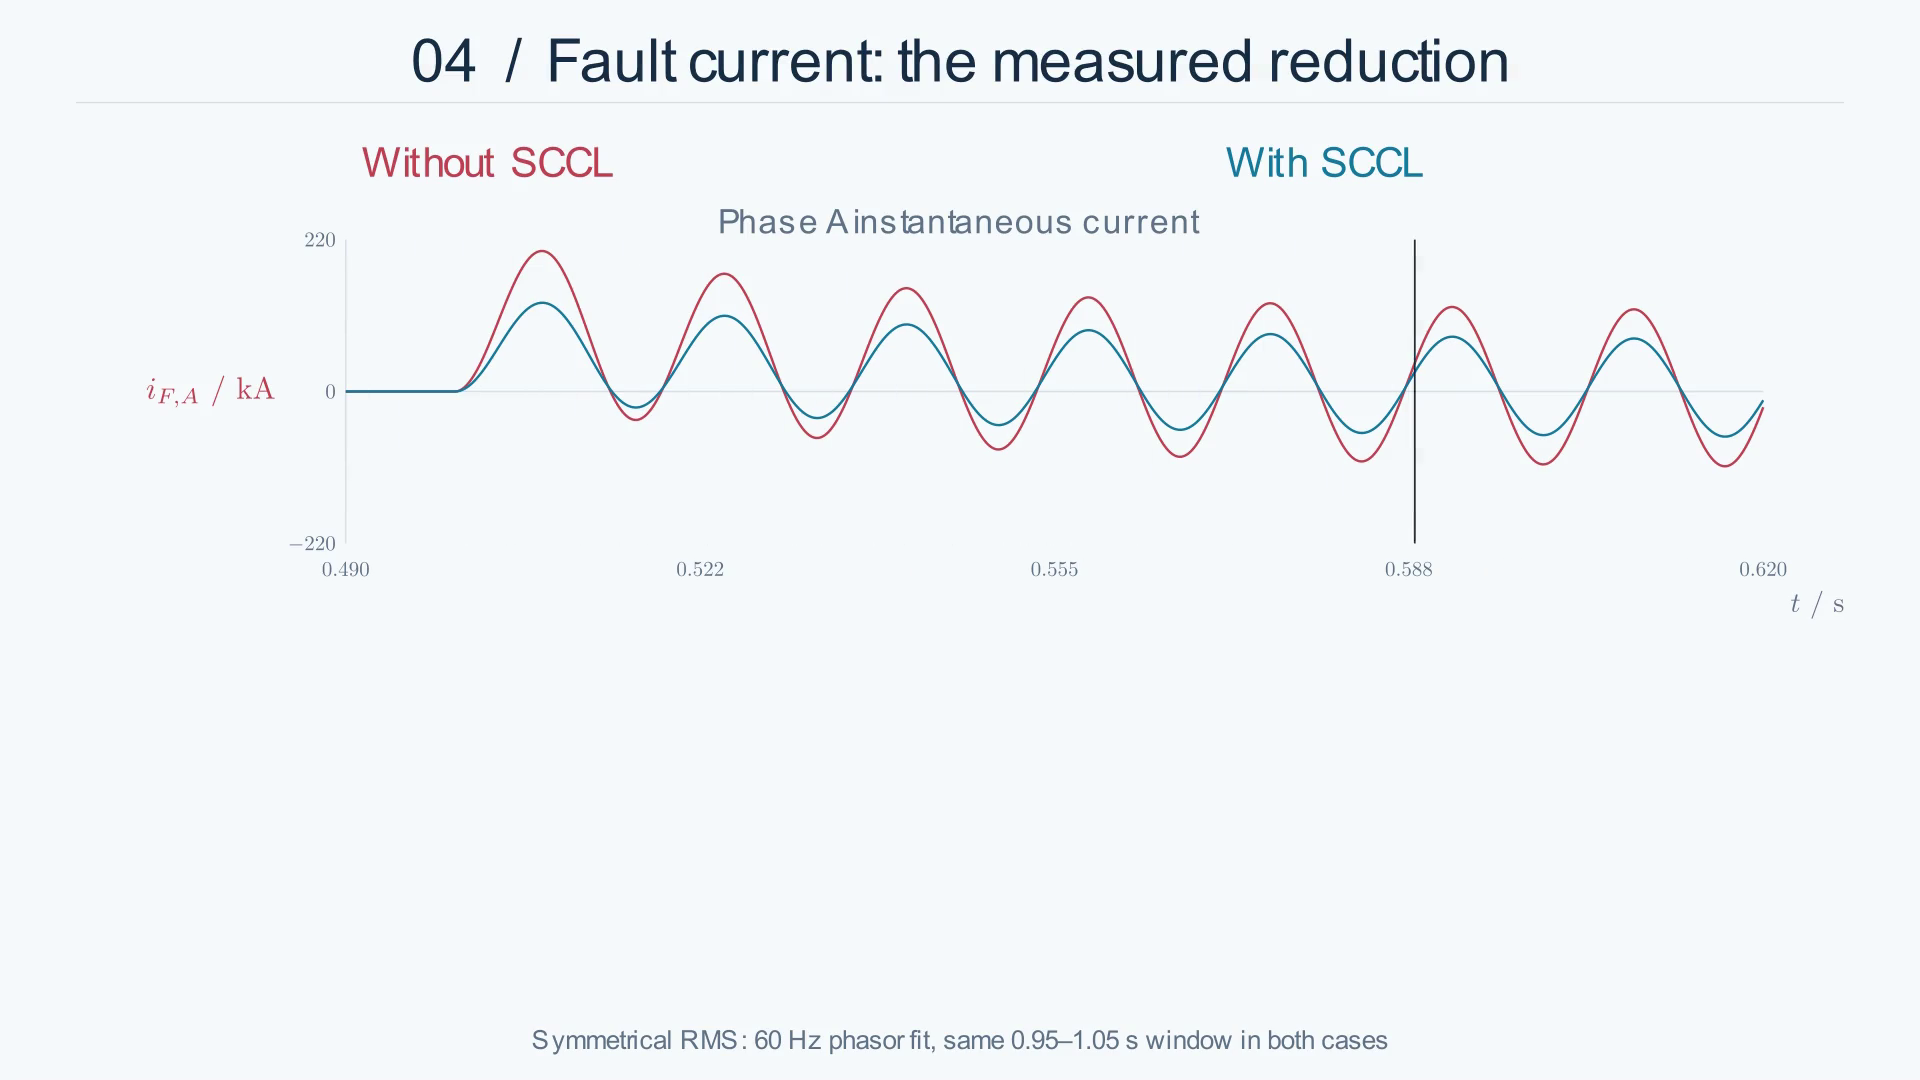 04 / Fault current: the measured reduction
Without SCCL
With SCCL
Phase A instantaneous current
220
i_{F,A} / kA
0
−220
0.490
0.522
0.555
0.588
0.620
t / s
Symmetrical RMS: 60 Hz phasor fit, same 0.95–1.05 s window in both cases